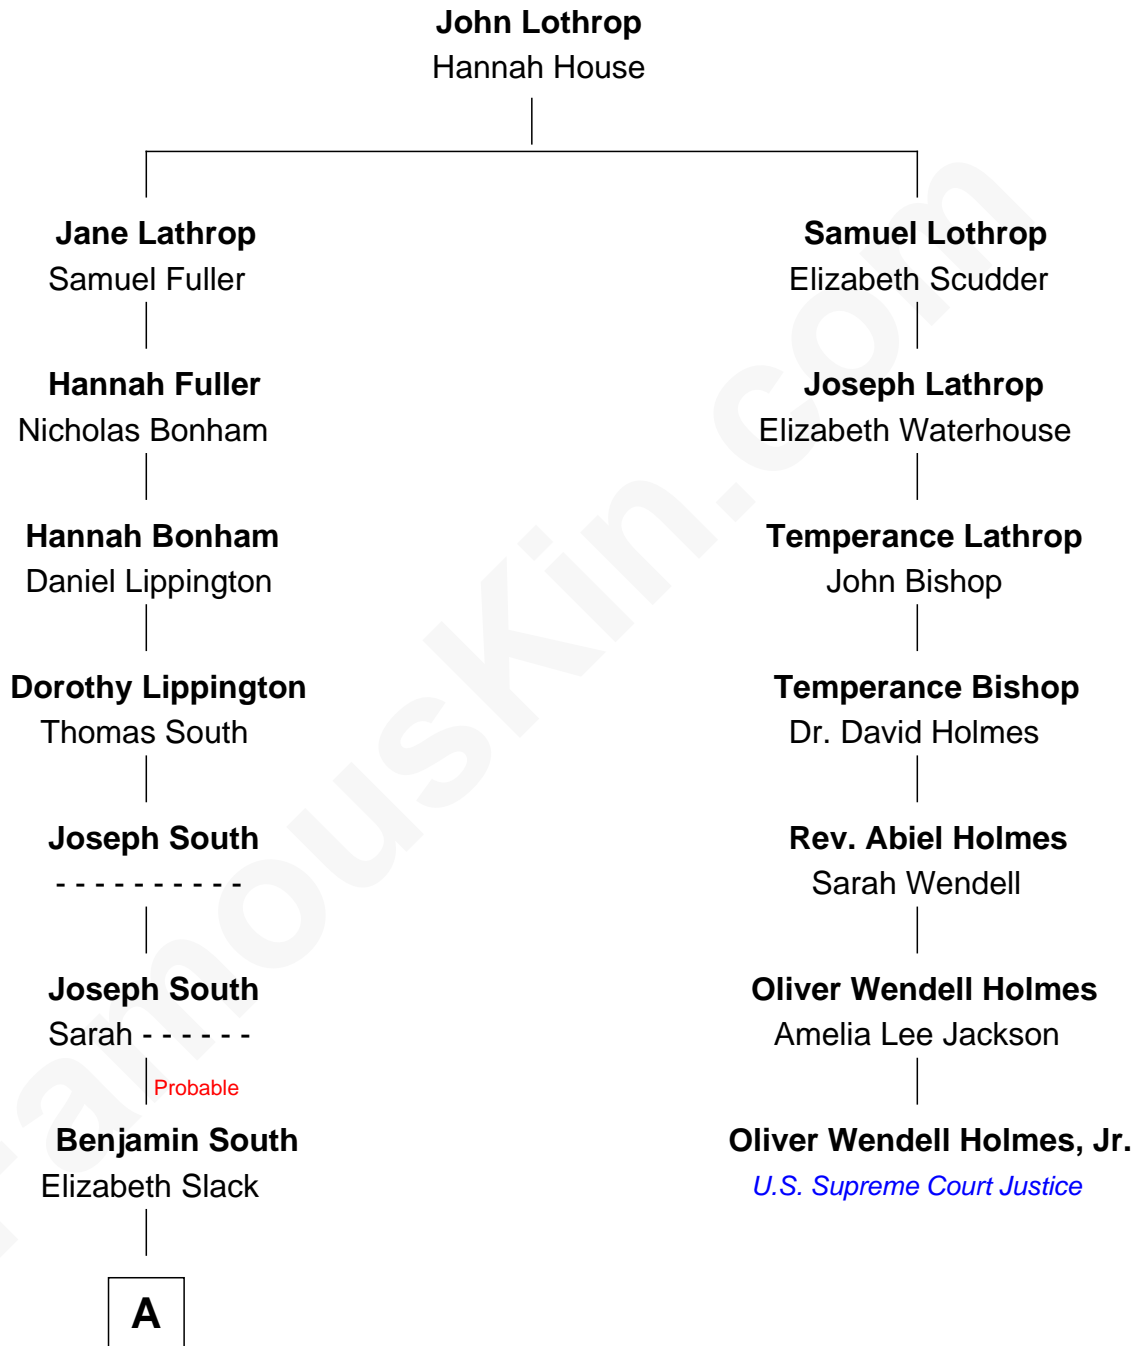 John Lothrop
Hannah House
Jane Lathrop
Samuel Fuller
Samuel Lothrop
Elizabeth Scudder
Hannah Fuller
Nicholas Bonham
Joseph Lathrop
Elizabeth Waterhouse
Hannah Bonham
Daniel Lippington
Temperance Lathrop
John Bishop
Dorothy Lippington
Thomas South
Temperance Bishop
Dr. David Holmes
Joseph South
- - - - - - - - - -
Rev. Abiel Holmes
Sarah Wendell
Joseph South
Sarah - - - - - -
Probable
Oliver Wendell Holmes
Amelia Lee Jackson
Benjamin South
Elizabeth Slack
Oliver Wendell Holmes, Jr.
U.S. Supreme Court Justice
A
FamousKin.com